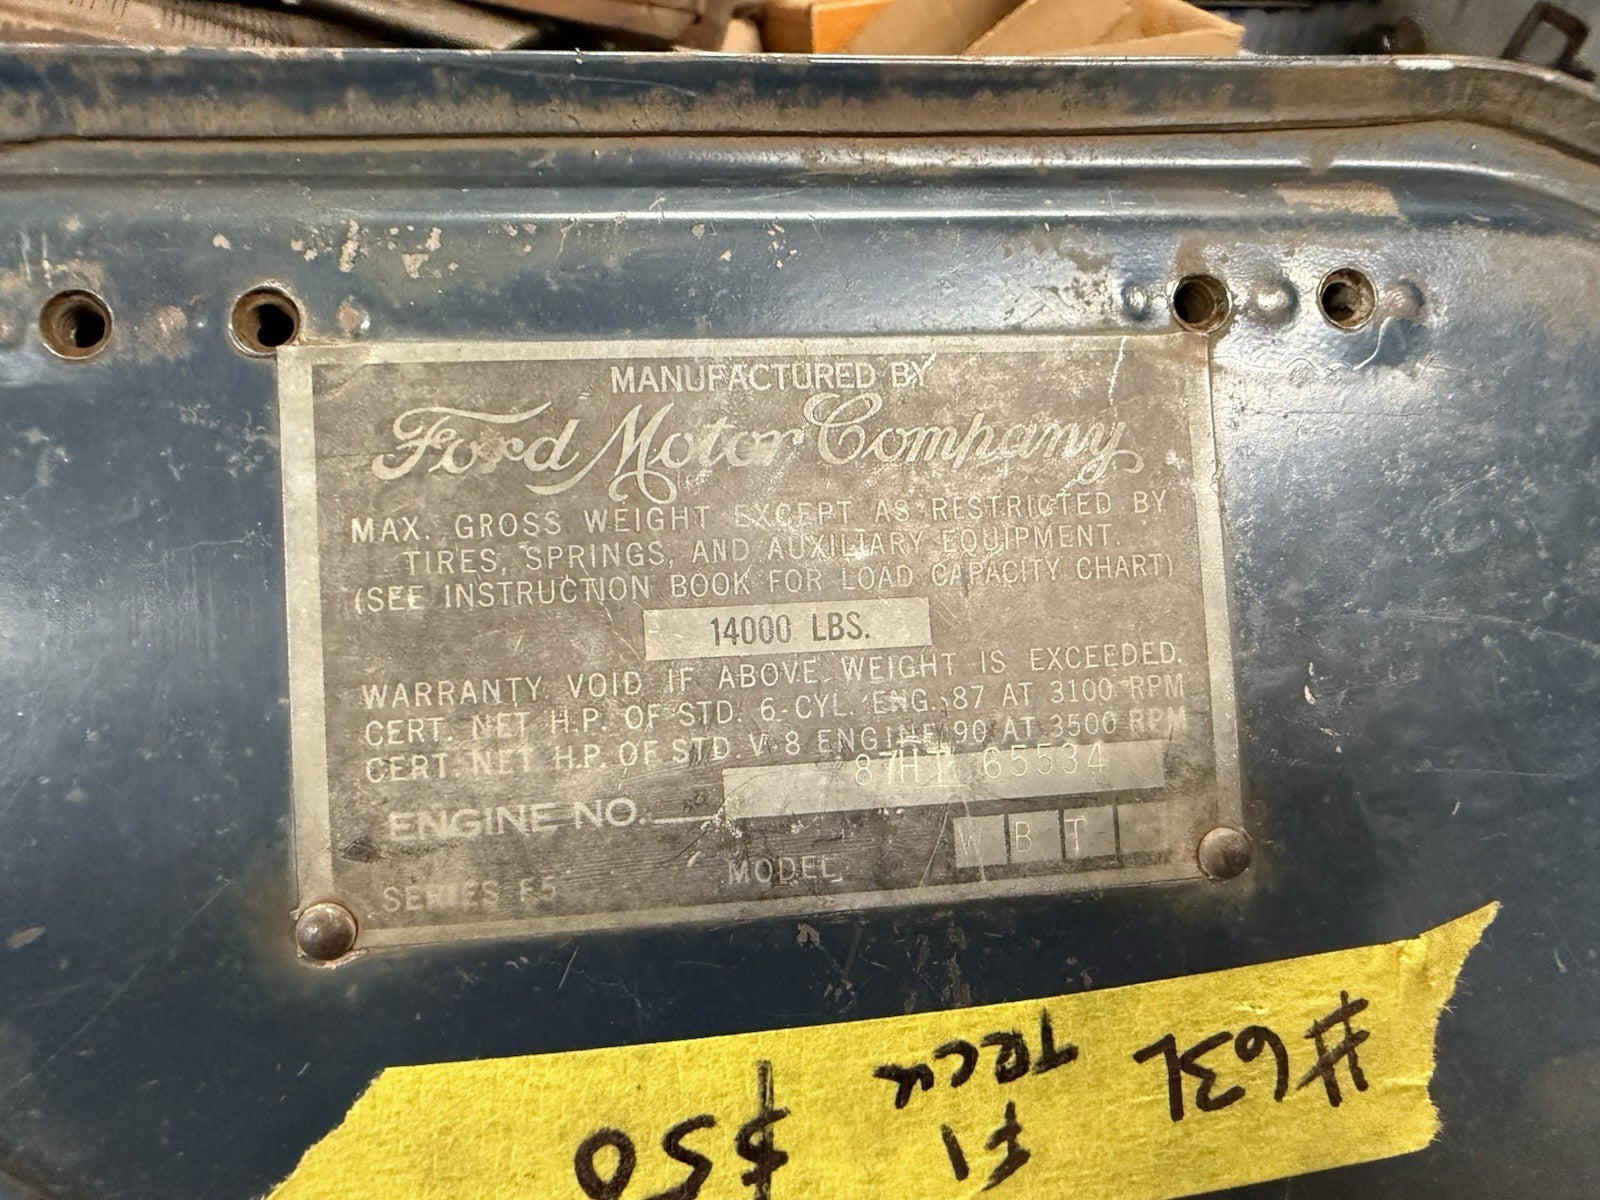 MANUFACTURED BY
Ford Motor Company
MAX. GROSS WEIGHT EXCEPT AS RESTRICTED BY
TIRES, SPRINGS, AND AUXILIARY EQUIPMENT.
(SEE INSTRUCTION BOOK FOR LOAD CAPACITY CHART)
14000 LBS.
WARRANTY VOID IF ABOVE WEIGHT IS EXCEEDED.
CERT. NET H.P. OF STD. 6-CYL. ENG. 87 AT 3100 RPM
CERT. NET H.P. OF STD. V-8 ENGINE 90 AT 3500 RPM
ENGINE NO. 87HT 65534
SERIES F5 MODEL W B T
#63L F1 TRCK
$50